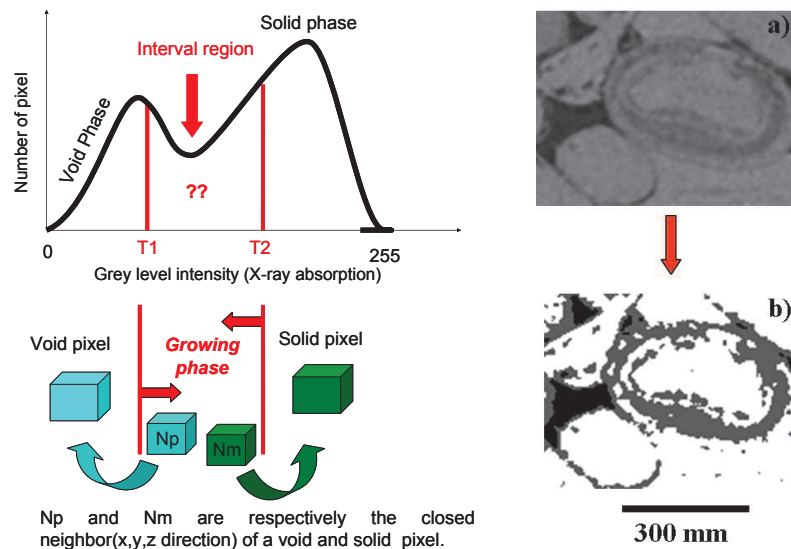 Solid phase
a)
Interval region
Number of pixel
Void Phase
??
0
T1
T2
255
Grey level intensity (X-ray absorption)
b)
Void pixel
Growing
phase
Solid pixel
Np
Nm
Np and Nm are respectively the closed
neighbor(x,y,z direction) of a void and solid pixel.
300 mm